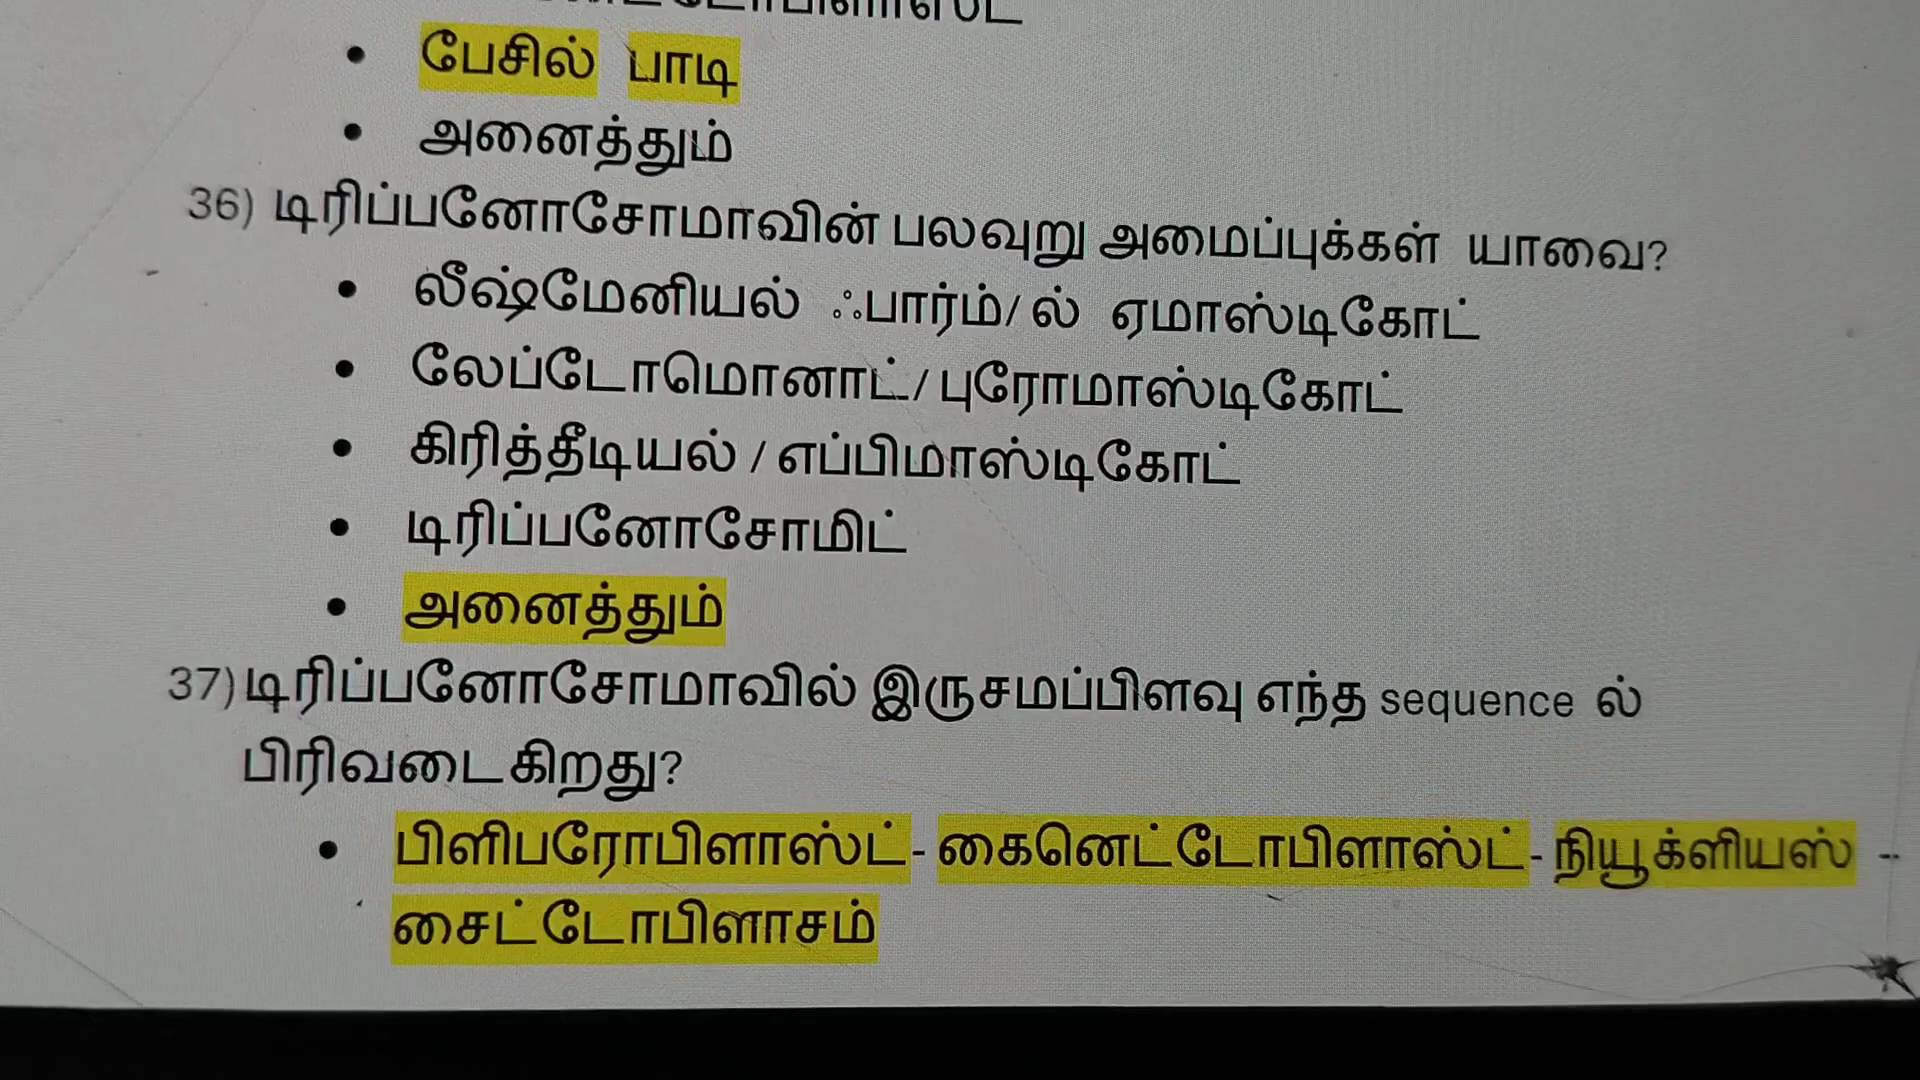 • பேசில் பாடி
• அனைத்தும்
36) டிரிப்பனோசோமாவின் பலவுறு அமைப்புக்கள் யாவை?
• லீஷ்மேனியல் ஃபார்ம்/ ல் ஏமாஸ்டிகோட்
• லேப்டோமொனாட்/ புரோமாஸ்டிகோட்
• கிரித்தீடியல் / எப்பிமாஸ்டிகோட்
• டிரிப்பனோசோமிட்
• அனைத்தும்
37) டிரிப்பனோசோமாவில் இருசமப்பிளவு எந்த sequence ல்
பிரிவடைகிறது?
• பிளிபரோபிளாஸ்ட்- கைனெட்டோபிளாஸ்ட்- நியூக்ளியஸ் --
சைட்டோபிளாசம்